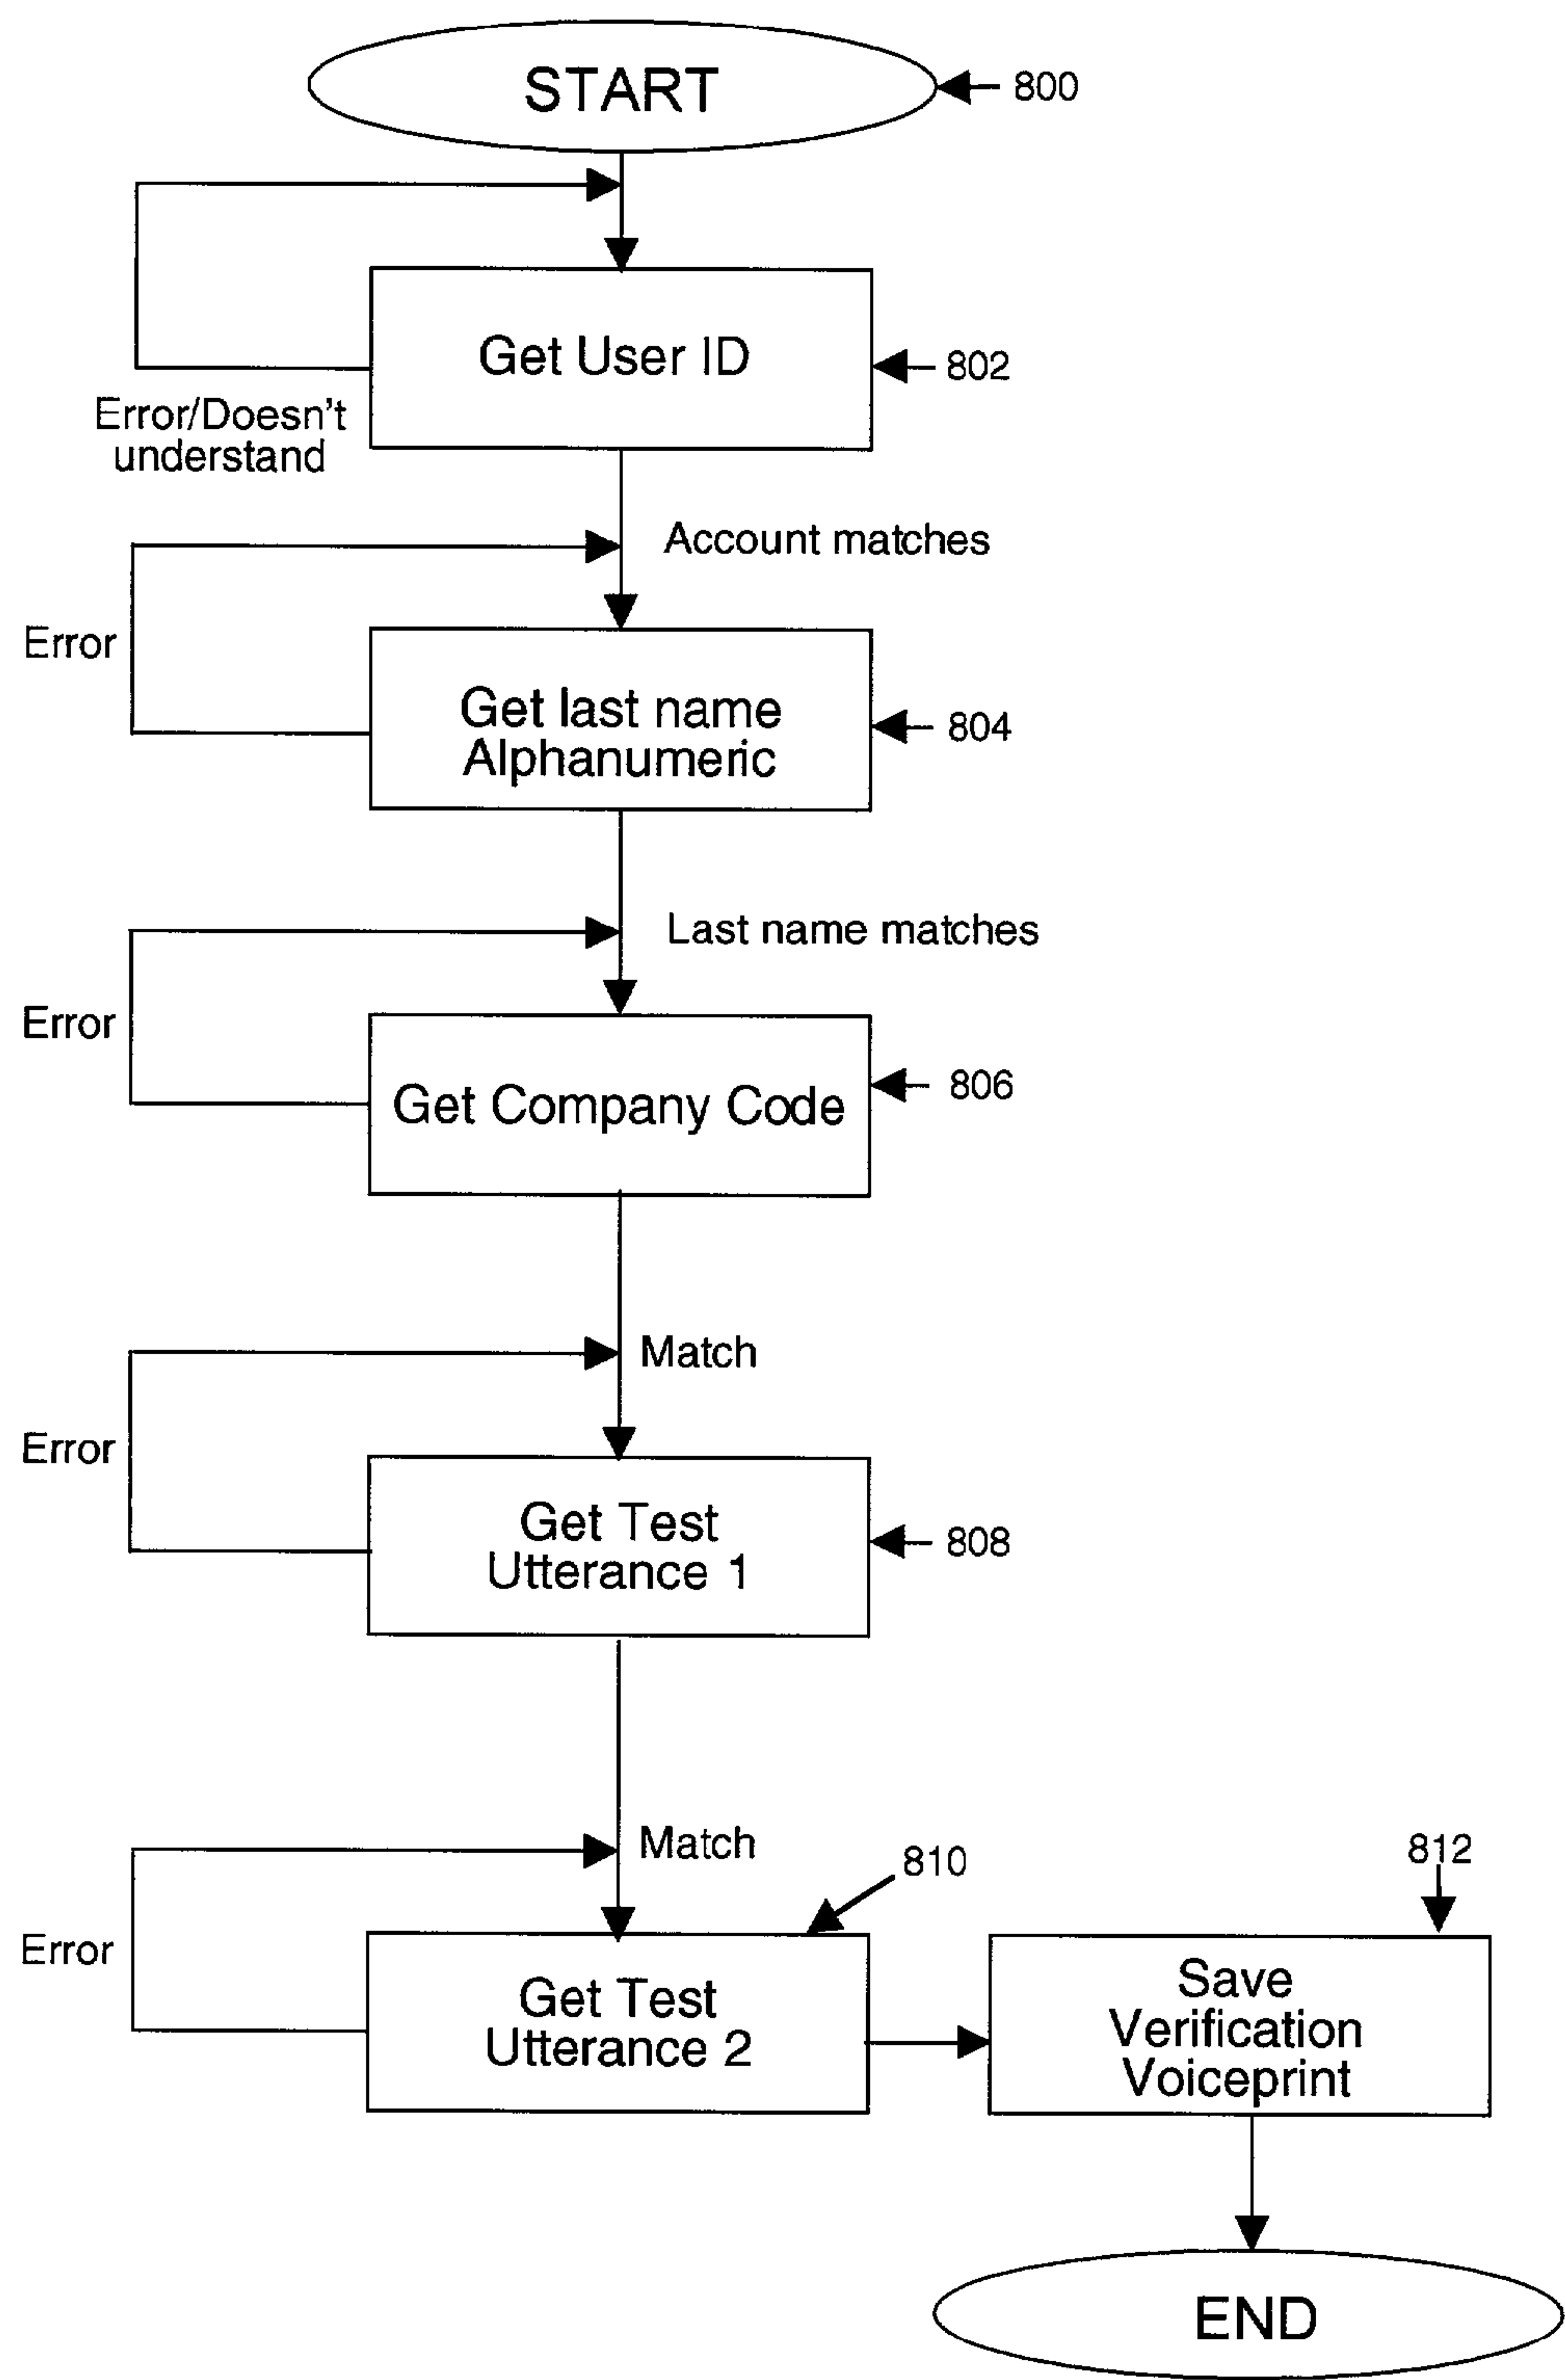 START
800
Get User ID
802
Error/Doesn't
understand
Account matches
Error
Get last name
Alphanumeric
804
Last name matches
Error
Get Company Code
806
Match
Error
Get Test
Utterance 1
808
Match
810
812
Error
Get Test
Utterance 2
Save
Verification
Voiceprint
END